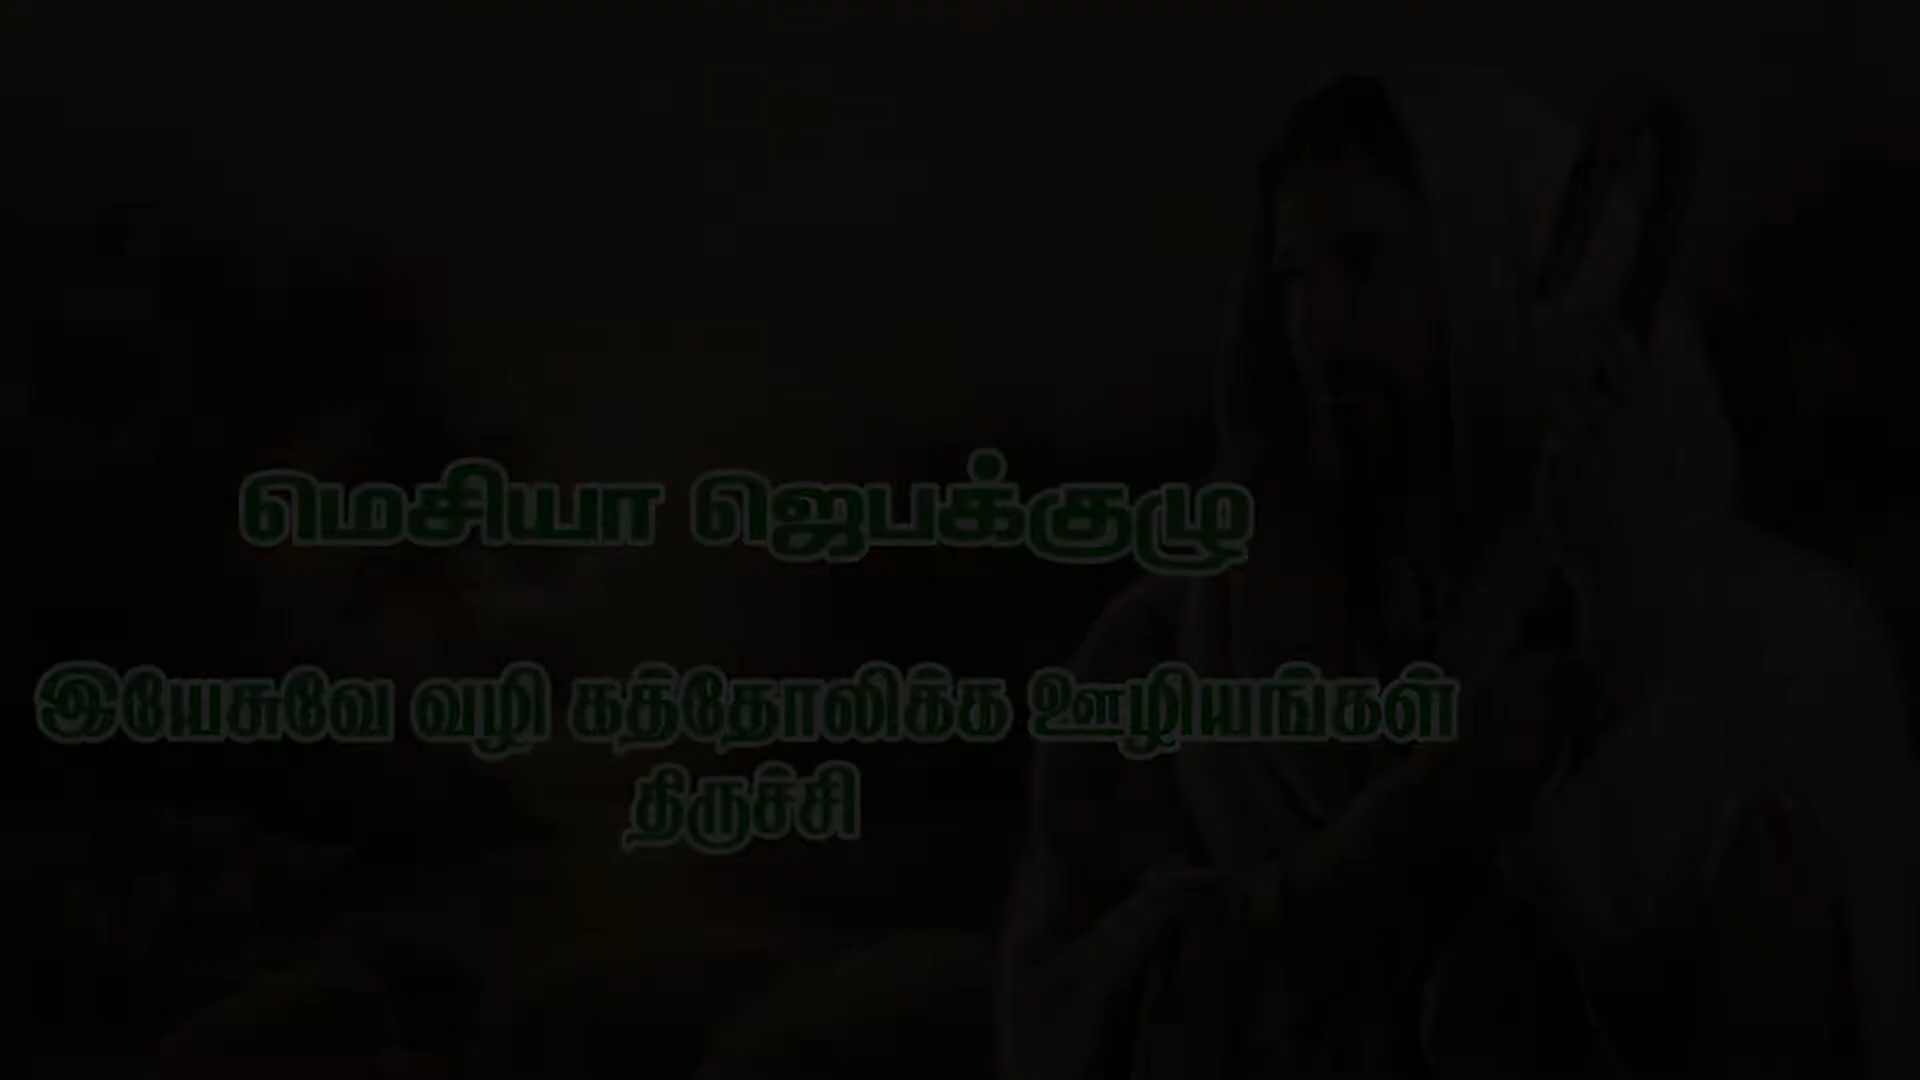 மெசியா ஜெபக்குழு
இயேசுவே வழி கத்தோலிக்க ஊழியங்கள்
திருச்சி